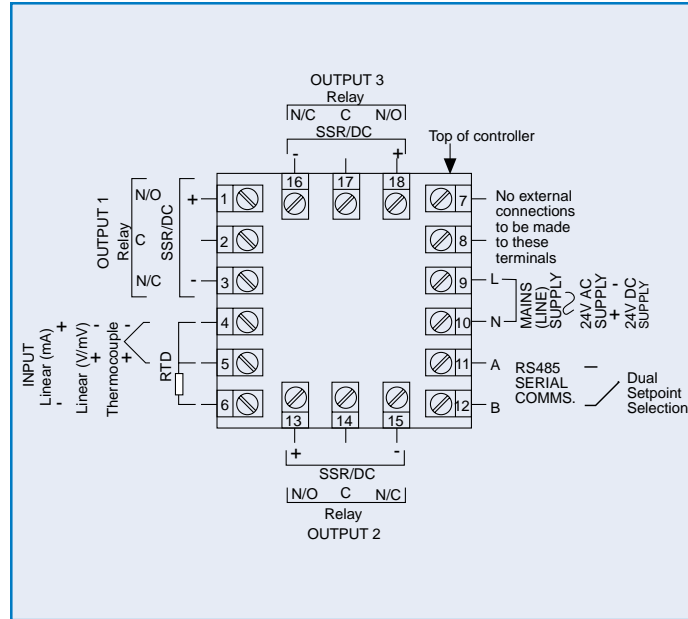 OUTPUT 3
Relay
N/C C N/O
SSR/DC
- +
Top of controller
16 17 18
OUTPUT 1
Relay
N/O
C
N/C
SSR/DC
+
-
1
2
3
4
5
6
7
8
9
10
11
12
No external
connections
to be made
to these
terminals
L
N
MAINS
(LINE)
SUPPLY
24V AC
SUPPLY
- +
24V DC
SUPPLY
A
B
RS485
SERIAL
COMMS.
Dual
Setpoint
Selection
INPUT
Linear (mA)
+ -
Linear (V/mV)
- +
Thermocouple
- +
RTD
13 14 15
+ -
SSR/DC
N/O C N/C
Relay
OUTPUT 2